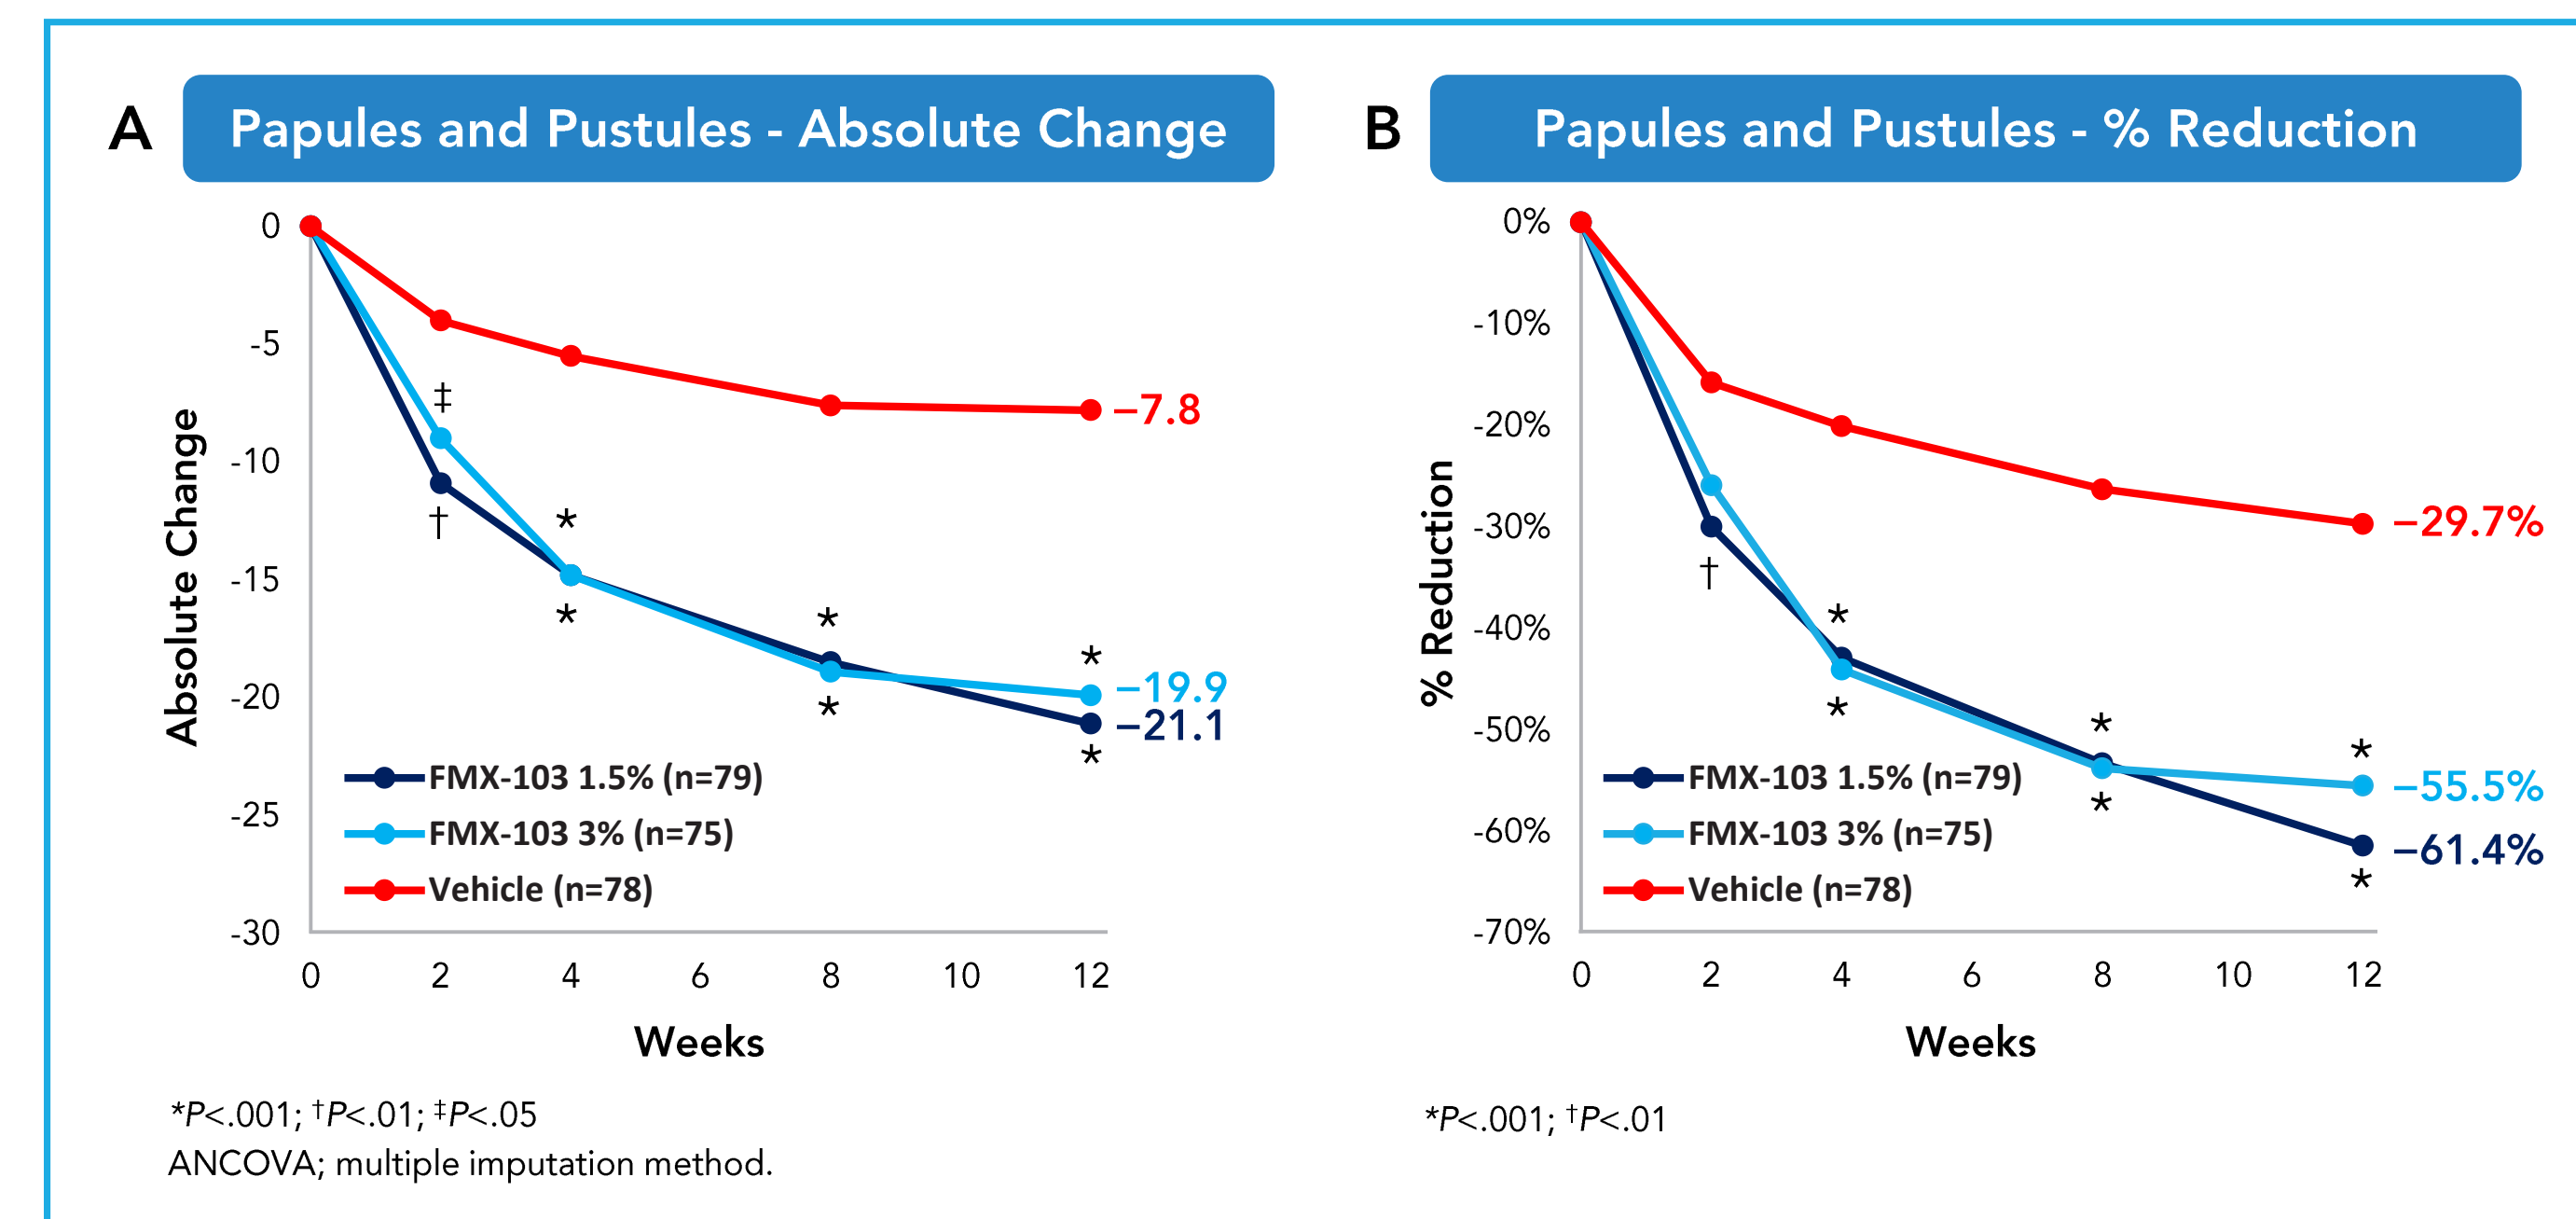 A
Papules and Pustules - Absolute Change
0
-5
-10
-15
-20
-25
-30
Absolute Change
‡
†
*
*
*
*
*
*
−7.8
−19.9
−21.1
FMX-103 1.5% (n=79)
FMX-103 3% (n=75)
Vehicle (n=78)
0 2 4 6 8 10 12
Weeks
*P<.001; †P<.01; ‡P<.05
ANCOVA; multiple imputation method.
B
Papules and Pustules - % Reduction
0%
-10%
-20%
-30%
-40%
-50%
-60%
-70%
% Reduction
†
*
*
*
*
*
*
−29.7%
−55.5%
−61.4%
FMX-103 1.5% (n=79)
FMX-103 3% (n=75)
Vehicle (n=78)
0 2 4 6 8 10 12
Weeks
*P<.001; †P<.01